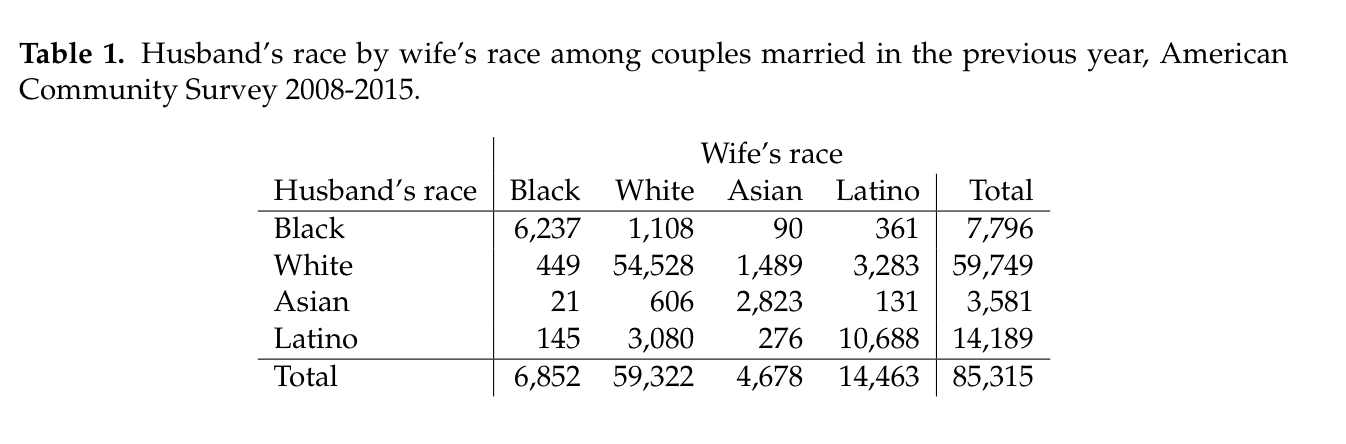 Table 1. Husband's race by wife's race among couples married in the previous year, American
Community Survey 2008-2015.
Wife's race
Husband's race Black White Asian Latino Total
Black 6,237 1,108 90 361 7,796
White 449 54,528 1,489 3,283 59,749
Asian 21 606 2,823 131 3,581
Latino 145 3,080 276 10,688 14,189
Total 6,852 59,322 4,678 14,463 85,315